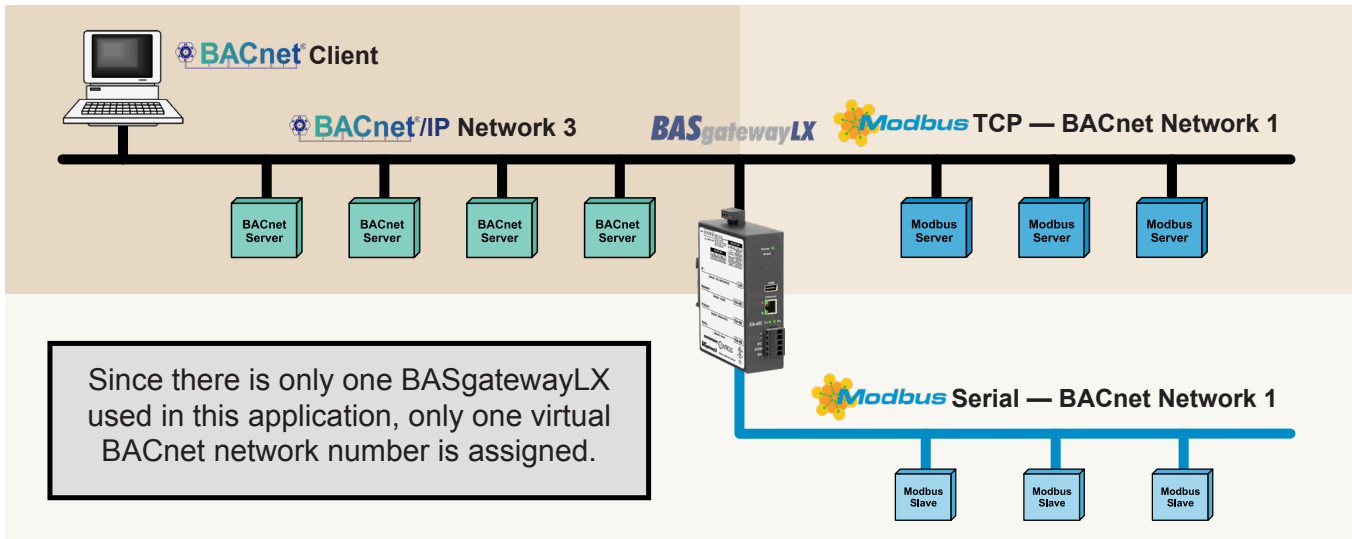 BACnet® Client
BACnet®/IP Network 3
BASgatewayLX
Modbus TCP — BACnet Network 1
BACnet
Server
BACnet
Server
BACnet
Server
BACnet
Server
Modbus
Server
Modbus
Server
Modbus
Server
Since there is only one BASgatewayLX
used in this application, only one virtual
BACnet network number is assigned.
Modbus Serial — BACnet Network 1
Modbus
Slave
Modbus
Slave
Modbus
Slave